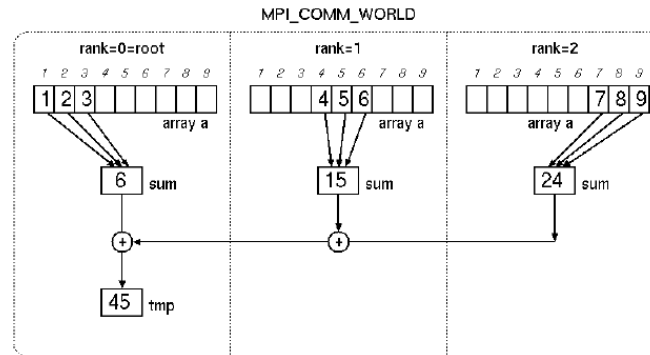 MPI_COMM_WORLD
rank=0=root rank=1 rank=2
1 2 3 4 5 6 7 8 9 1 2 3 4 5 6 7 8 9 1 2 3 4 5 6 7 8 9
1 2 3 4 5 6 7 8 9
array a array a array a
6 sum 15 sum 24 sum
+ +
45 tmp